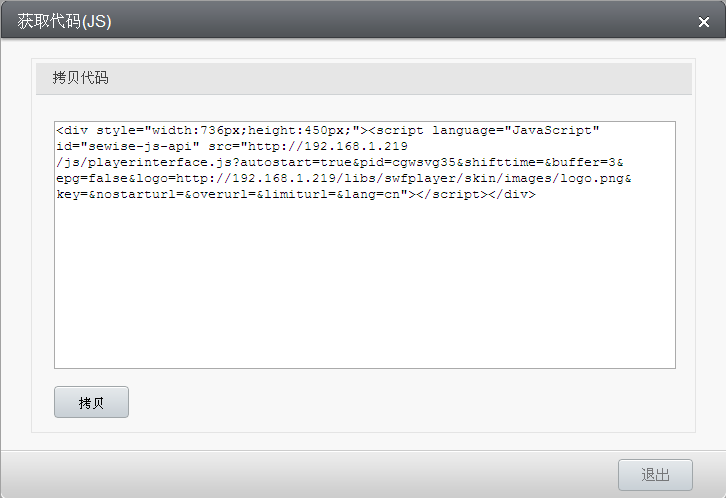 获取代码(JS)
×
拷贝代码
<div style="width:736px;height:450px;"><script language="JavaScript"
id="sewise-js-api" src="http://192.168.1.219
/js/playerinterface.js?autostart=true&pid=cgwsvg35&shifttime=&buffer=3&
epg=false&logo=http://192.168.1.219/libs/swfplayer/skin/images/logo.png&
key=&nostarturl=&overurl=&limiturl=&lang=cn"></script></div>
拷贝
退出